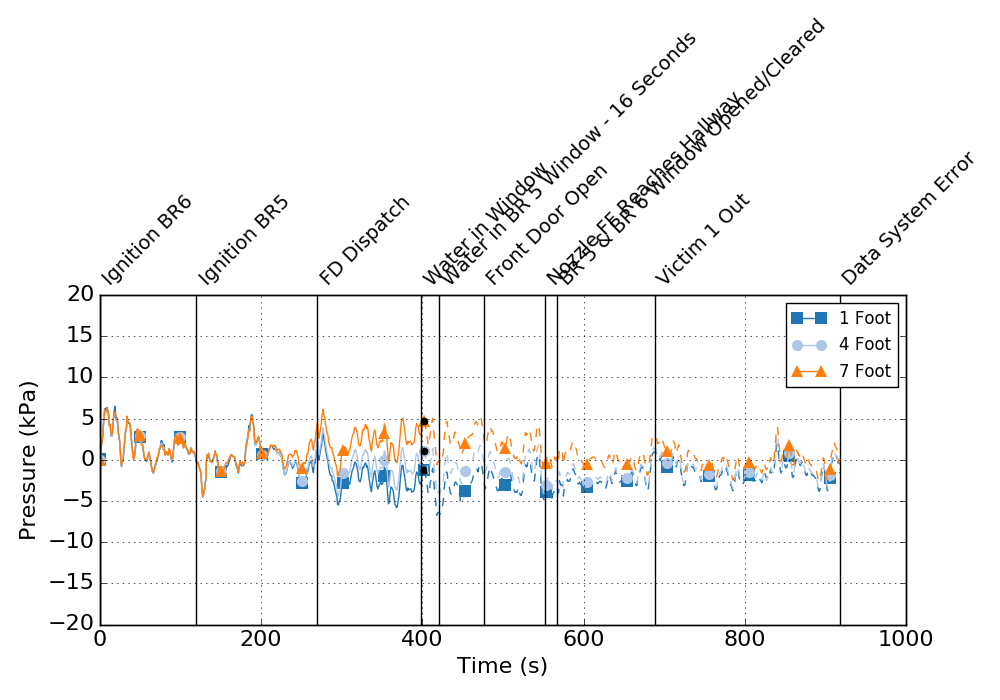 Ignition BR6
Ignition BR5
FD Dispatch
Water in Window
Water in BR 5 Window - 16 Seconds
Front Door Open
Nozzle FF Reaches Hallway
BR 5 & BR 6 Window Opened/Cleared
Victim 1 Out
Data System Error
1 Foot
4 Foot
7 Foot
Pressure (kPa)
20
15
10
5
0
−5
−10
−15
−20
0 200 400 600 800 1000
Time (s)